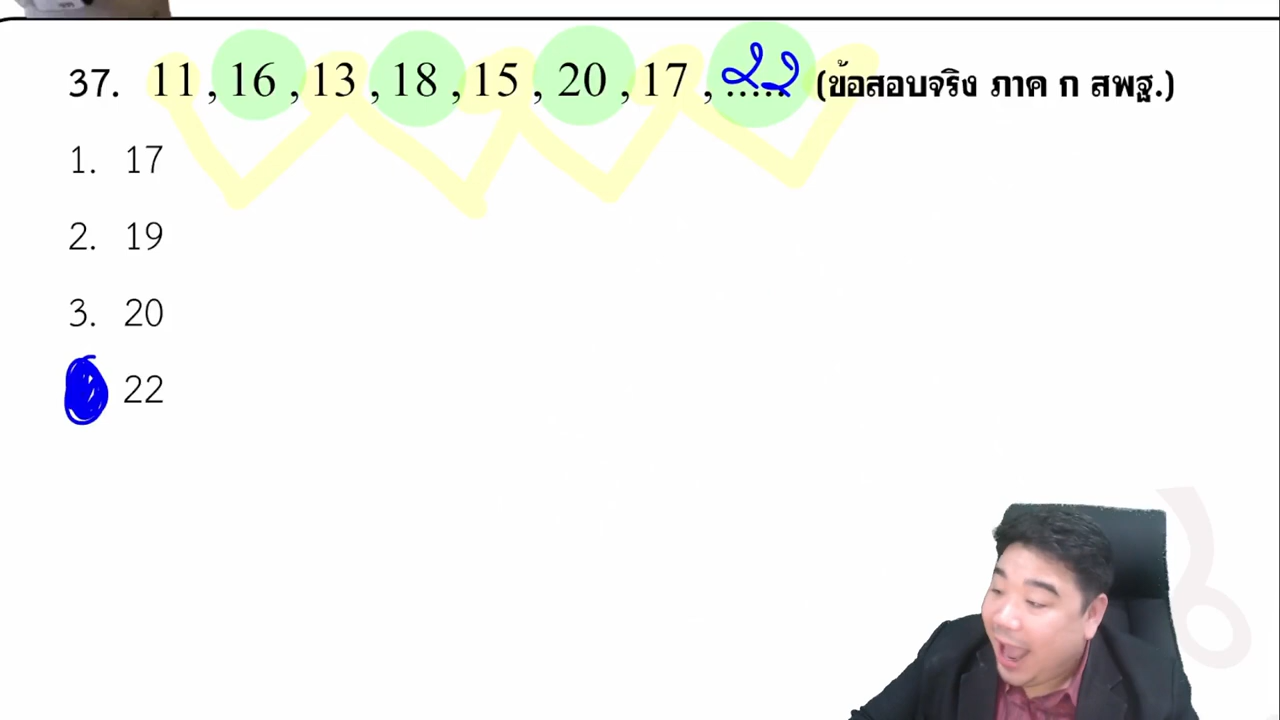 37. 11 , 16 , 13 , 18 , 15 , 20 , 17 , 22 ..... (ข้อสอบจริง ภาค ก สพฐ.)
1. 17
2. 19
3. 20
22